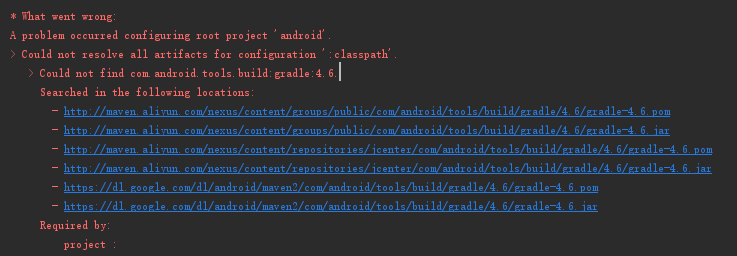 * What went wrong:
A problem occurred configuring root project 'android'.
> Could not resolve all artifacts for configuration ':classpath'.
> Could not find com.android.tools.build:gradle:4.6.
Searched in the following locations:
- http://maven.aliyun.com/nexus/content/groups/public/com/android/tools/build/gradle/4.6/gradle-4.6.pom
- http://maven.aliyun.com/nexus/content/groups/public/com/android/tools/build/gradle/4.6/gradle-4.6.jar
- http://maven.aliyun.com/nexus/content/repositories/jcenter/com/android/tools/build/gradle/4.6/gradle-4.6.pom
- http://maven.aliyun.com/nexus/content/repositories/jcenter/com/android/tools/build/gradle/4.6/gradle-4.6.jar
- https://dl.google.com/dl/android/maven2/com/android/tools/build/gradle/4.6/gradle-4.6.pom
- https://dl.google.com/dl/android/maven2/com/android/tools/build/gradle/4.6/gradle-4.6.jar
Required by:
project :